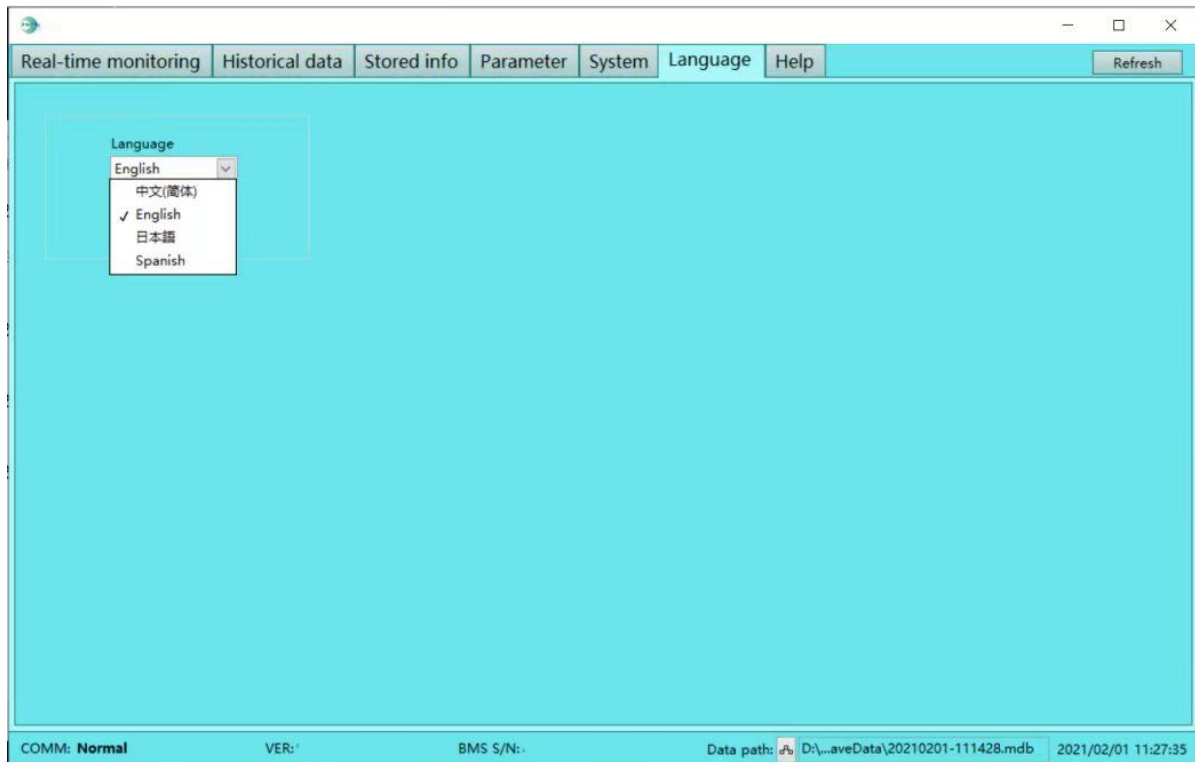 Real-time monitoring Historical data Stored info Parameter System Language Help Refresh
Language
English
中文(简体)
✓ English
日本語
Spanish
COMM: Normal VER: BMS S/N: Data path: D:\...aveData\20210201-111428.mdb 2021/02/01 11:27:35